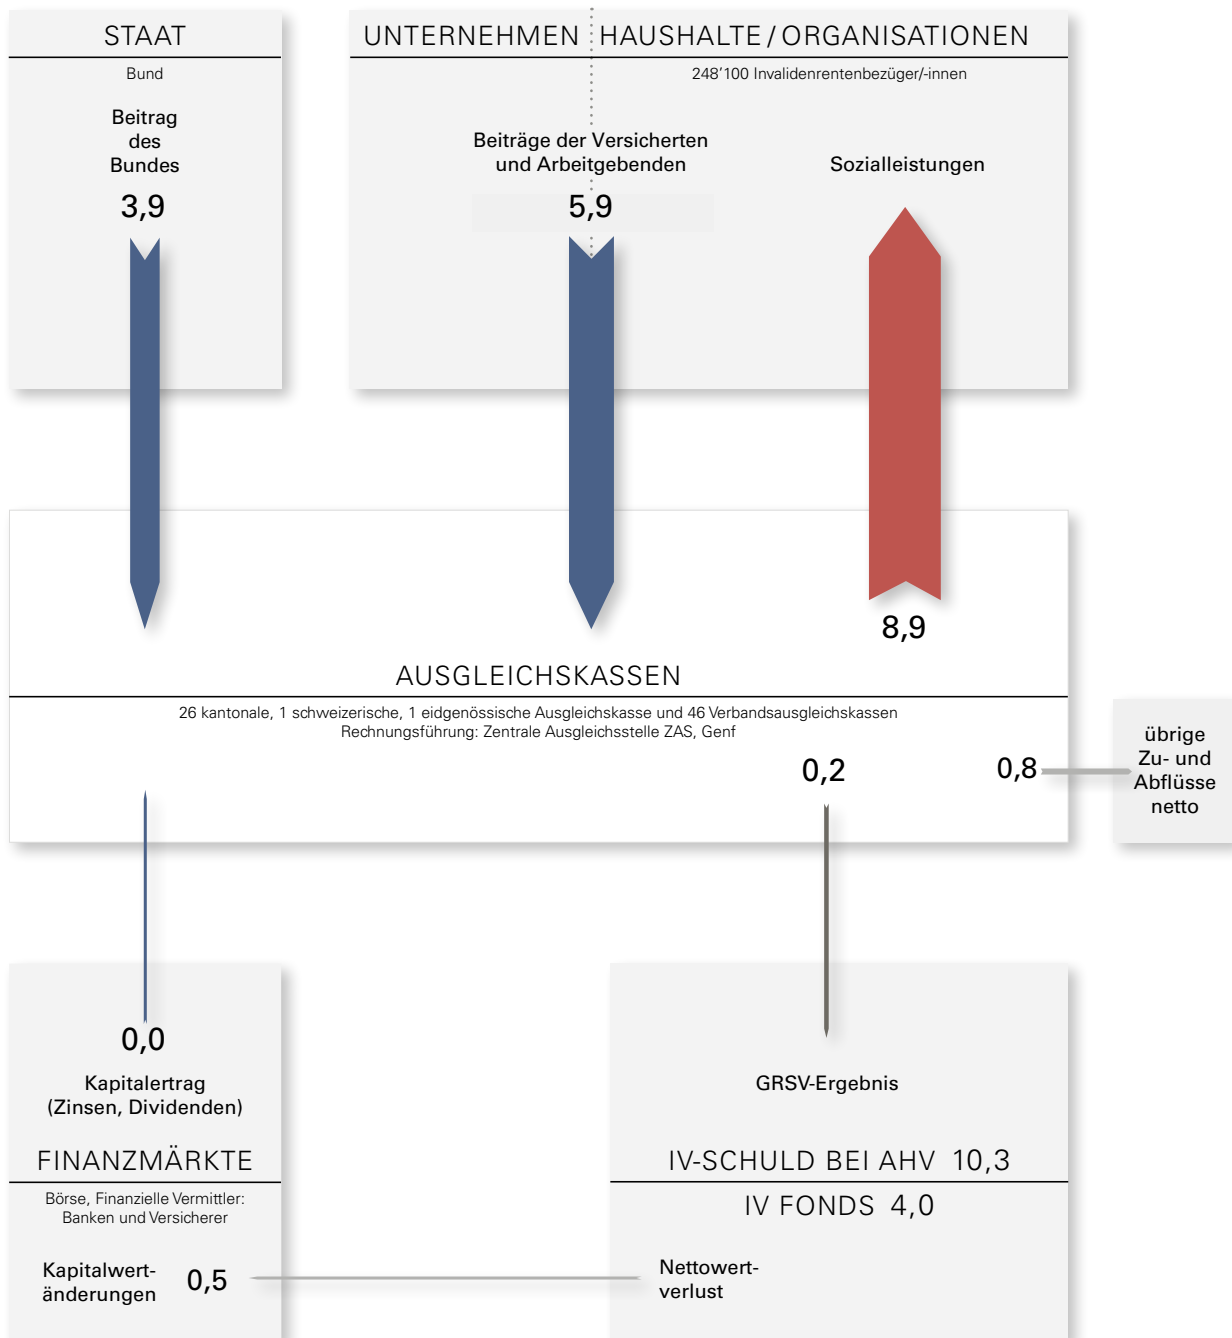 STAAT
Bund
Beitrag
des
Bundes
3,9
UNTERNEHMEN HAUSHALTE / ORGANISATIONEN
248’100 Invalidenrentenbezüger/-innen
Beiträge der Versicherten
und Arbeitgebenden
5,9
Sozialleistungen
8,9
AUSGLEICHSKASSEN
26 kantonale, 1 schweizerische, 1 eidgenössische Ausgleichskasse und 46 Verbandsausgleichskassen
Rechnungsführung: Zentrale Ausgleichsstelle ZAS, Genf
0,2
0,8
übrige
Zu- und
Abflüsse
netto
0,0
Kapitalertrag
(Zinsen, Dividenden)
FINANZMÄRKTE
Börse, Finanzielle Vermittler:
Banken und Versicherer
Kapitalwert-
änderungen
0,5
GRSV-Ergebnis
IV-SCHULD BEI AHV 10,3
IV FONDS 4,0
Nettowert-
verlust